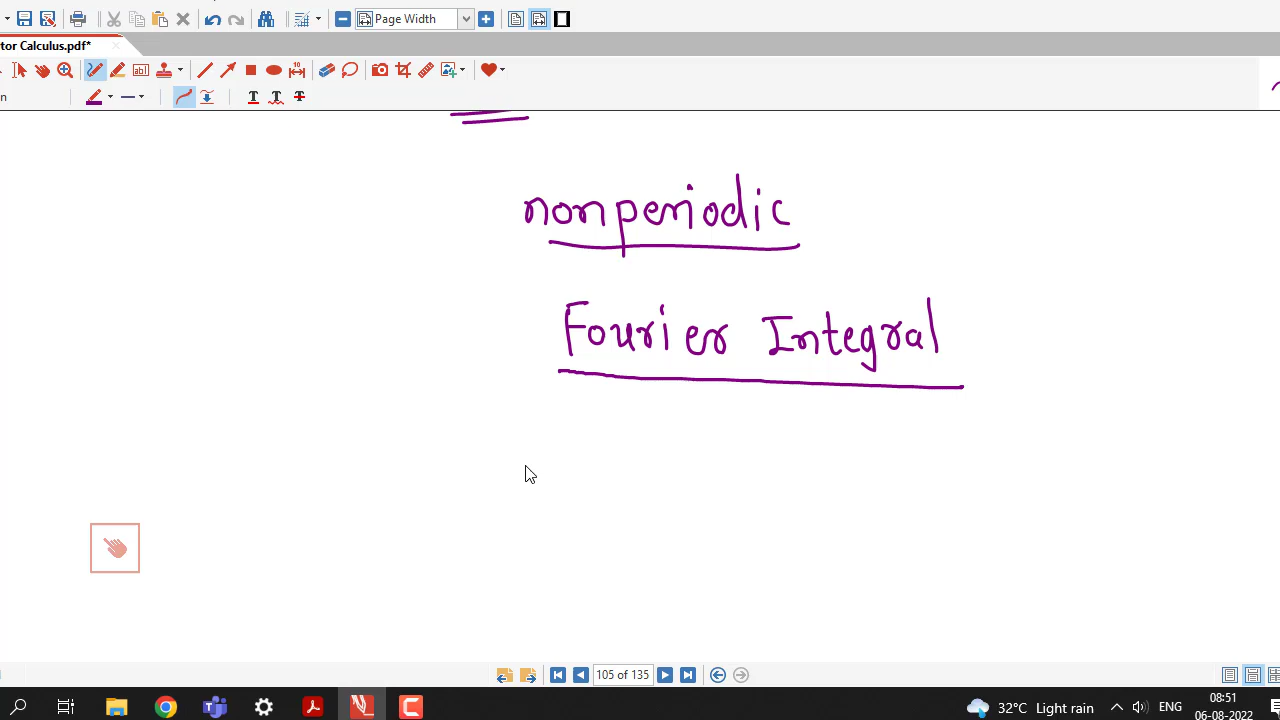 Page Width
tor Calculus.pdf*
10
n
T T T
nonperiodic
Fourier Integral
105 of 135
32°C Light rain
ENG
08:51
06-08-2022